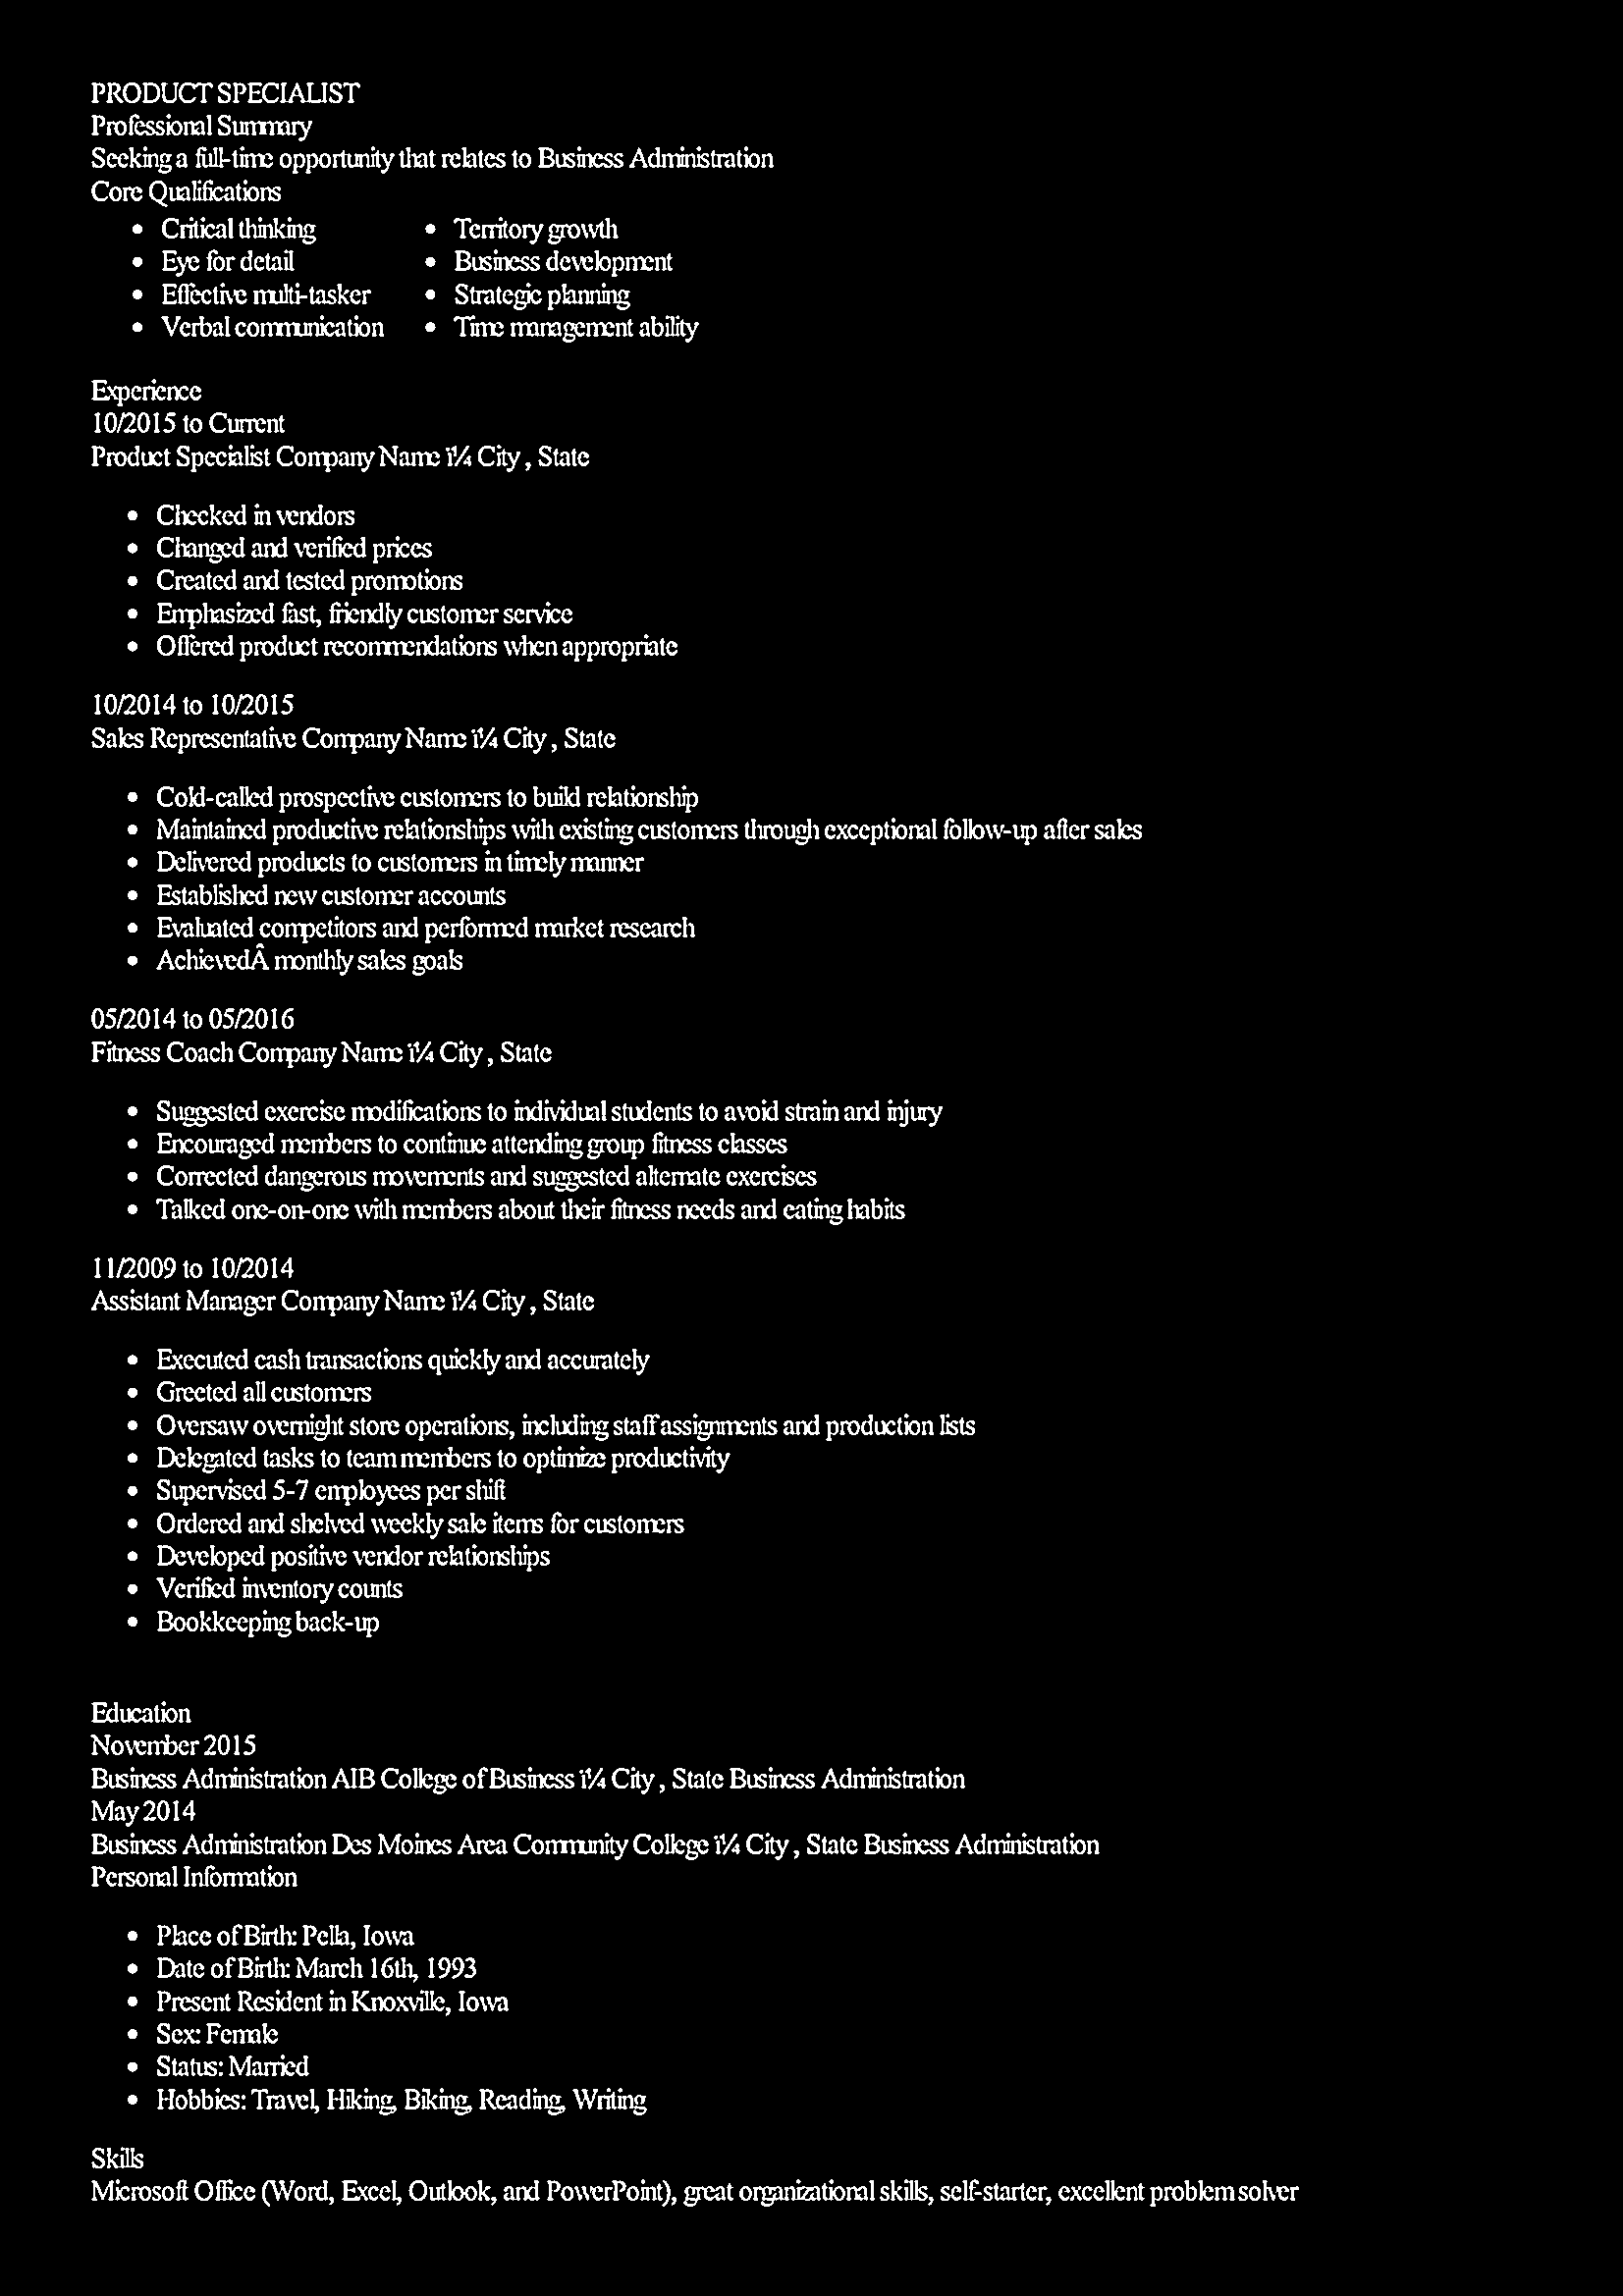 PRODUCT SPECIALIST
Professional Summary
Seeking a full-time opportunity that relates to Business Administration
Core Qualifications
• Critical thinking
• Eye for detail
• Effective multi-tasker
• Verbal communication
• Territory growth
• Business development
• Strategic planning
• Time management ability
Experience
10/2015 to Current
Product Specialist Company Name ï¼ City , State
• Checked in vendors
• Changed and verified prices
• Created and tested promotions
• Emphasized fast, friendly customer service
• Offered product recommendations when appropriate
10/2014 to 10/2015
Sales Representative Company Name ï¼ City , State
• Cold-called prospective customers to build relationship
• Maintained productive relationships with existing customers through exceptional follow-up after sales
• Delivered products to customers in timely manner
• Established new customer accounts
• Evaluated competitors and performed market research
• AchievedÂ monthly sales goals
05/2014 to 05/2016
Fitness Coach Company Name ï¼ City , State
• Suggested exercise modifications to individual students to avoid strain and injury
• Encouraged members to continue attending group fitness classes
• Corrected dangerous movements and suggested alternate exercises
• Talked one-on-one with members about their fitness needs and eating habits
11/2009 to 10/2014
Assistant Manager Company Name ï¼ City , State
• Executed cash transactions quickly and accurately
• Greeted all customers
• Oversaw overnight store operations, including staff assignments and production lists
• Delegated tasks to team members to optimize productivity
• Supervised 5-7 employees per shift
• Ordered and shelved weekly sale items for customers
• Developed positive vendor relationships
• Verified inventory counts
• Bookkeeping back-up
Education
November 2015
Business Administration AIB College of Business ï¼ City , State Business Administration
May 2014
Business Administration Des Moines Area Community College ï¼ City , State Business Administration
Personal Information
• Place of Birth: Pella, Iowa
• Date of Birth: March 16th, 1993
• Present Resident in Knoxville, Iowa
• Sex: Female
• Status: Married
• Hobbies: Travel, Hiking, Biking, Reading, Writing
Skills
Microsoft Office (Word, Excel, Outlook, and PowerPoint), great organizational skills, self-starter, excellent problem solver